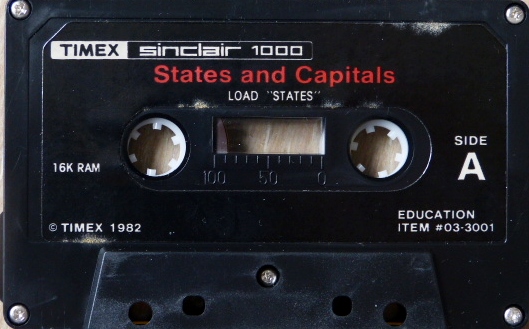 TIMEX sinclair 1000
States and Capitals
LOAD "STATES"
SIDE
A
16K RAM
100 50 0
© TIMEX 1982
EDUCATION
ITEM #03-3001